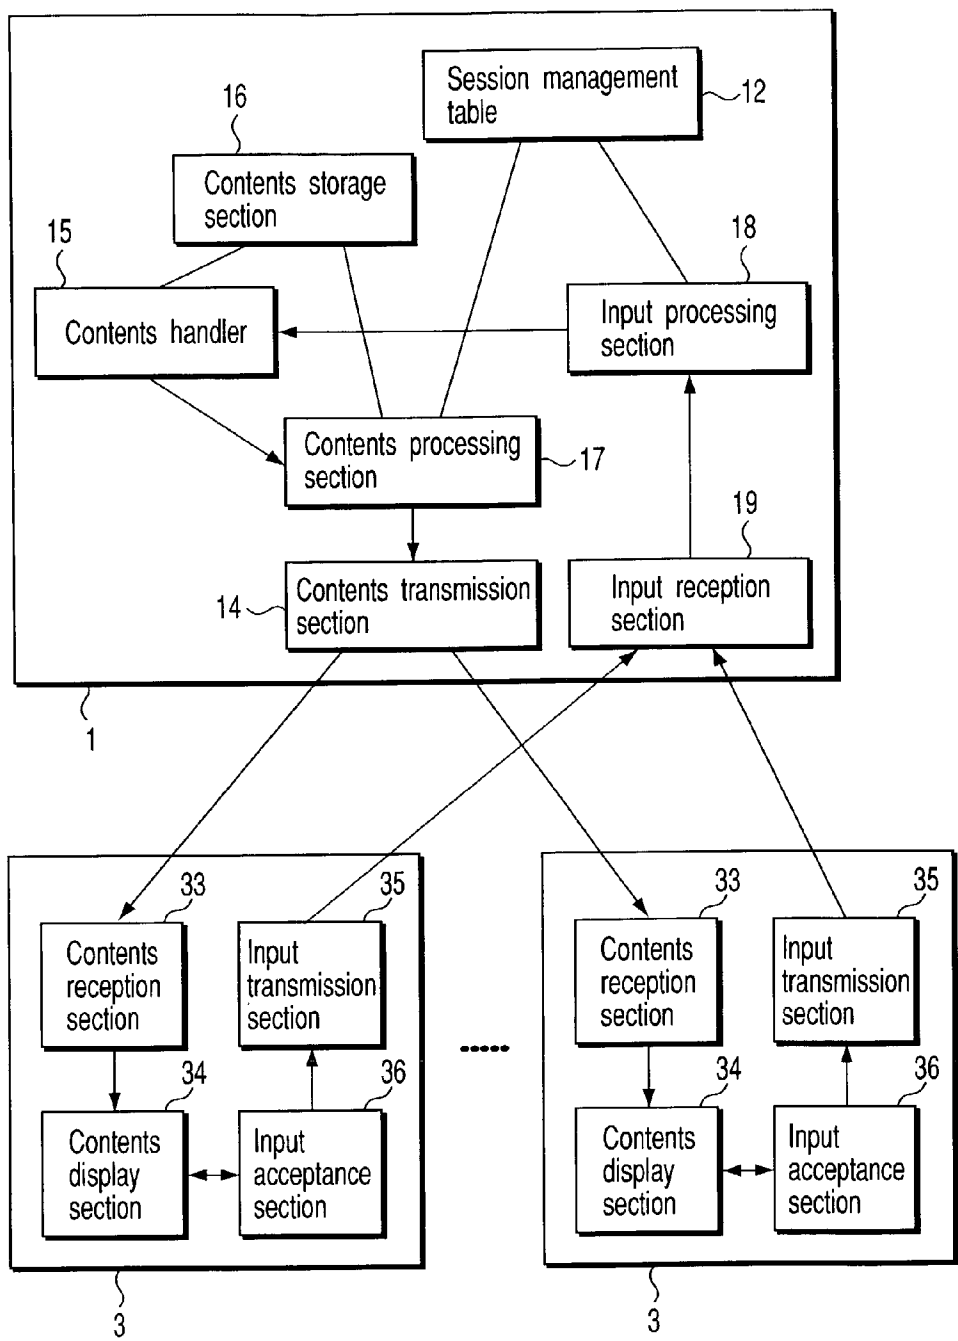 Session management
table
12
16
Contents storage
section
15
Contents handler
18
Input processing
section
Contents processing
section
17
19
14
Contents transmission
section
Input reception
section
1
33
Contents
reception
section
35
Input
transmission
section
34
Contents
display
section
36
Input
acceptance
section
3
33
Contents
reception
section
35
Input
transmission
section
34
Contents
display
section
36
Input
acceptance
section
3